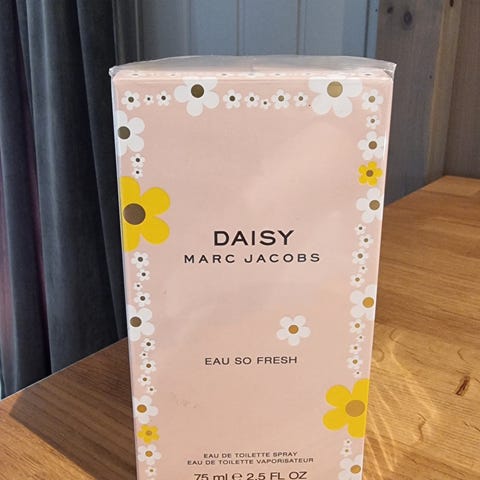 DAISY
MARC JACOBS
EAU SO FRESH
EAU DE TOILETTE SPRAY
EAU DE TOILETTE VAPORISATEUR
75 ml ℮ 2.5 FL OZ